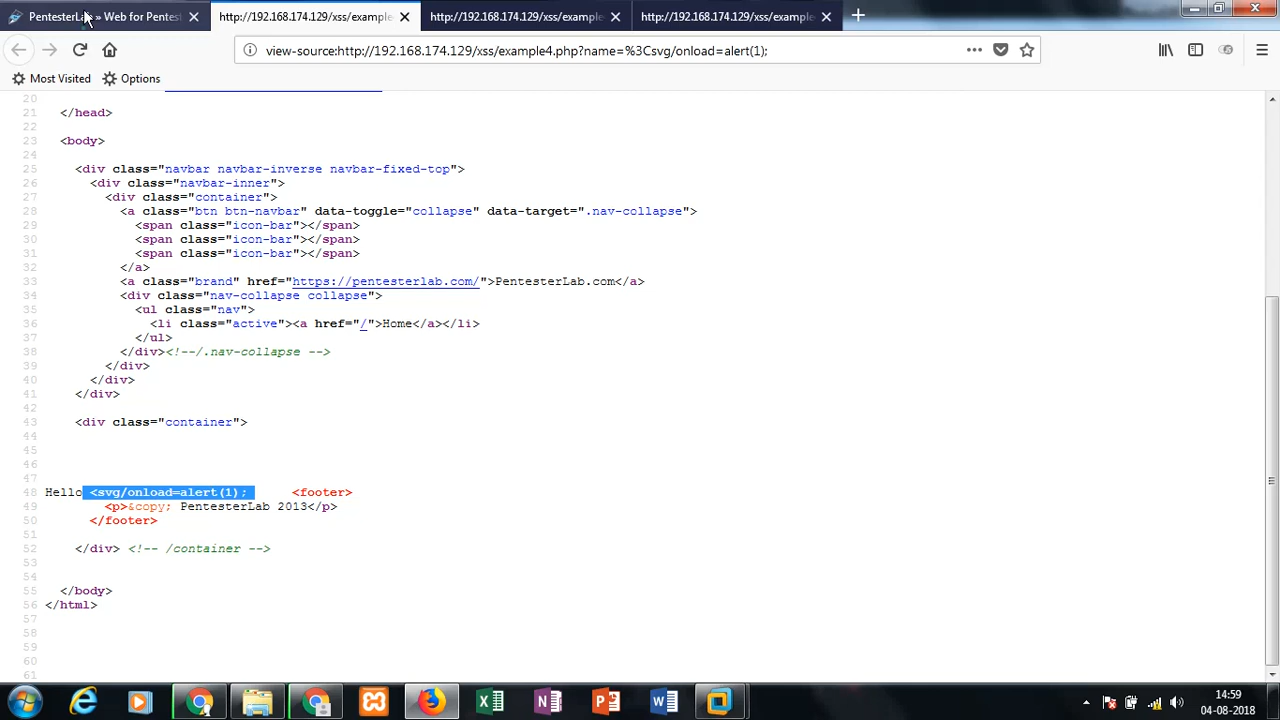 PentesterLab » Web for Pentest
http://192.168.174.129/xss/example
http://192.168.174.129/xss/example
http://192.168.174.129/xss/example
view-source:http://192.168.174.129/xss/example4.php?name=%3Csvg/onload=alert(1);
Most Visited
Options
20
21 </head>
22
23 <body>
24
25 <div class="navbar navbar-inverse navbar-fixed-top">
26 <div class="navbar-inner">
27 <div class="container">
28 <a class="btn btn-navbar" data-toggle="collapse" data-target=".nav-collapse">
29 <span class="icon-bar"></span>
30 <span class="icon-bar"></span>
31 <span class="icon-bar"></span>
32 </a>
33 <a class="brand" href="https://pentesterlab.com/">PentesterLab.com</a>
34 <div class="nav-collapse collapse">
35 <ul class="nav">
36 <li class="active"><a href="/">Home</a></li>
37 </ul>
38 </div><!--/.nav-collapse -->
39 </div>
40 </div>
41 </div>
42
43 <div class="container">
44
45
46
47
48 Hello <svg/onload=alert(1); <footer>
49 <p>&copy; PentesterLab 2013</p>
50 </footer>
51
52 </div> <!-- /container -->
53
54
55 </body>
56 </html>
57
58
59
60
61
14:59
04-08-2018